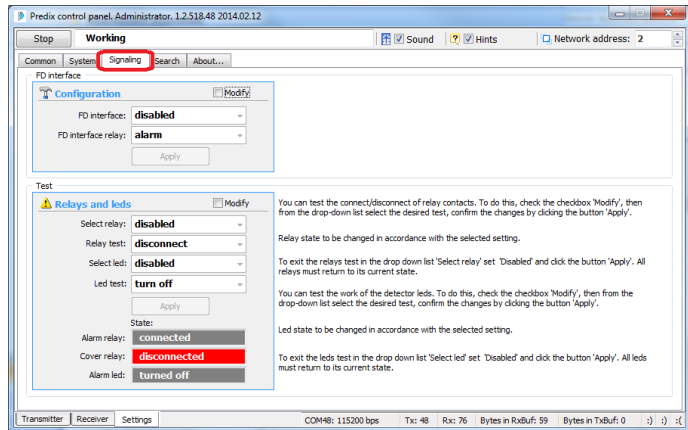 Predix control panel. Administrator. 1.2.518.48 2014.02.12
Stop Working Sound Hints Network address: 2
Common System Signaling Search About...
FD interface
Configuration Modify
FD interface: disabled
FD interface relay: alarm
Apply
Test
Relays and leds Modify
Select relay: disabled
Relay test: disconnect
Select led: disabled
Led test: turn off
Apply
State:
Alarm relay: connected
Cover relay: disconnected
Alarm led: turned off
You can test the connect/disconnect of relay contacts. To do this, check the checkbox 'Modify', then
from the drop-down list select the desired test, confirm the changes by clicking the button 'Apply'.
Relay state to be changed in accordance with the selected setting.
To exit the relays test in the drop down list 'Select relay' set 'Disabled' and click the button 'Apply'. All
relays must return to its current state.
You can test the work of the detector leds. To do this, check the checkbox 'Modify', then from the
drop-down list select the desired test, confirm the changes by clicking the button 'Apply'.
Led state to be changed in accordance with the selected setting.
To exit the leds test in the drop down list 'Select led' set 'Disabled' and click the button 'Apply'. All leds
must return to its current state.
Transmitter Receiver Settings COM48: 115200 bps Tx: 48 Rx: 76 Bytes in RxBuf: 59 Bytes in TxBuf: 0 :) :) :(